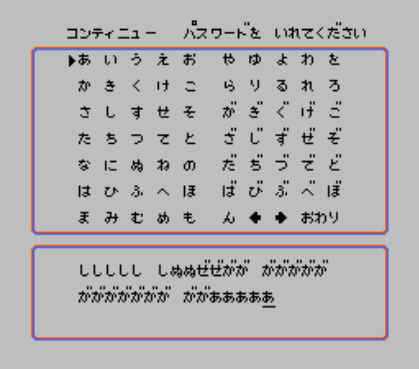 コンティニュー パスワードを いれてください
▶あ い う え お や ゆ よ わ を
か き く け こ ら り る れ ろ
さ し す せ そ が ぎ ぐ げ ご
た ち つ て と ざ じ ず ぜ ぞ
な に ぬ ね の だ ぢ づ で ど
は ひ ふ へ ほ ば び ぶ べ ぼ
ま み む め も ん ← → おわり
ししししし しぬぬぜぜがが ががががが
ががががががが ががあああああ